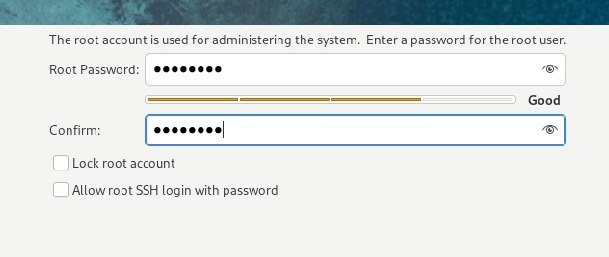 The root account is used for administering the system. Enter a password for the root user.
Root Password: ●●●●●●●●
Good
Confirm: ●●●●●●●●
Lock root account
Allow root SSH login with password